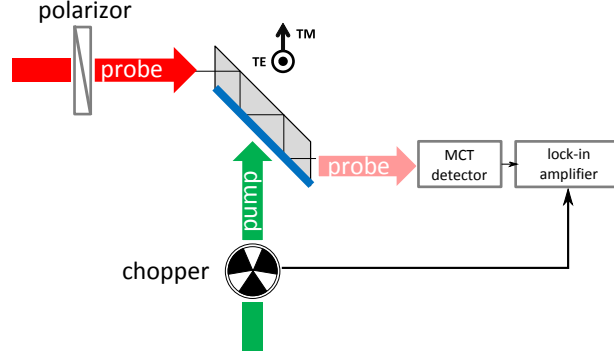 polarizor
probe
TM
TE
probe
MCT
detector
lock-in
amplifier
pump
chopper